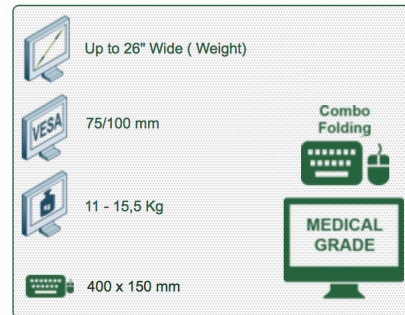 Up to 26" Wide ( Weight)
VESA
75/100 mm
Combo
Folding
11 - 15,5 Kg
MEDICAL
GRADE
400 x 150 mm